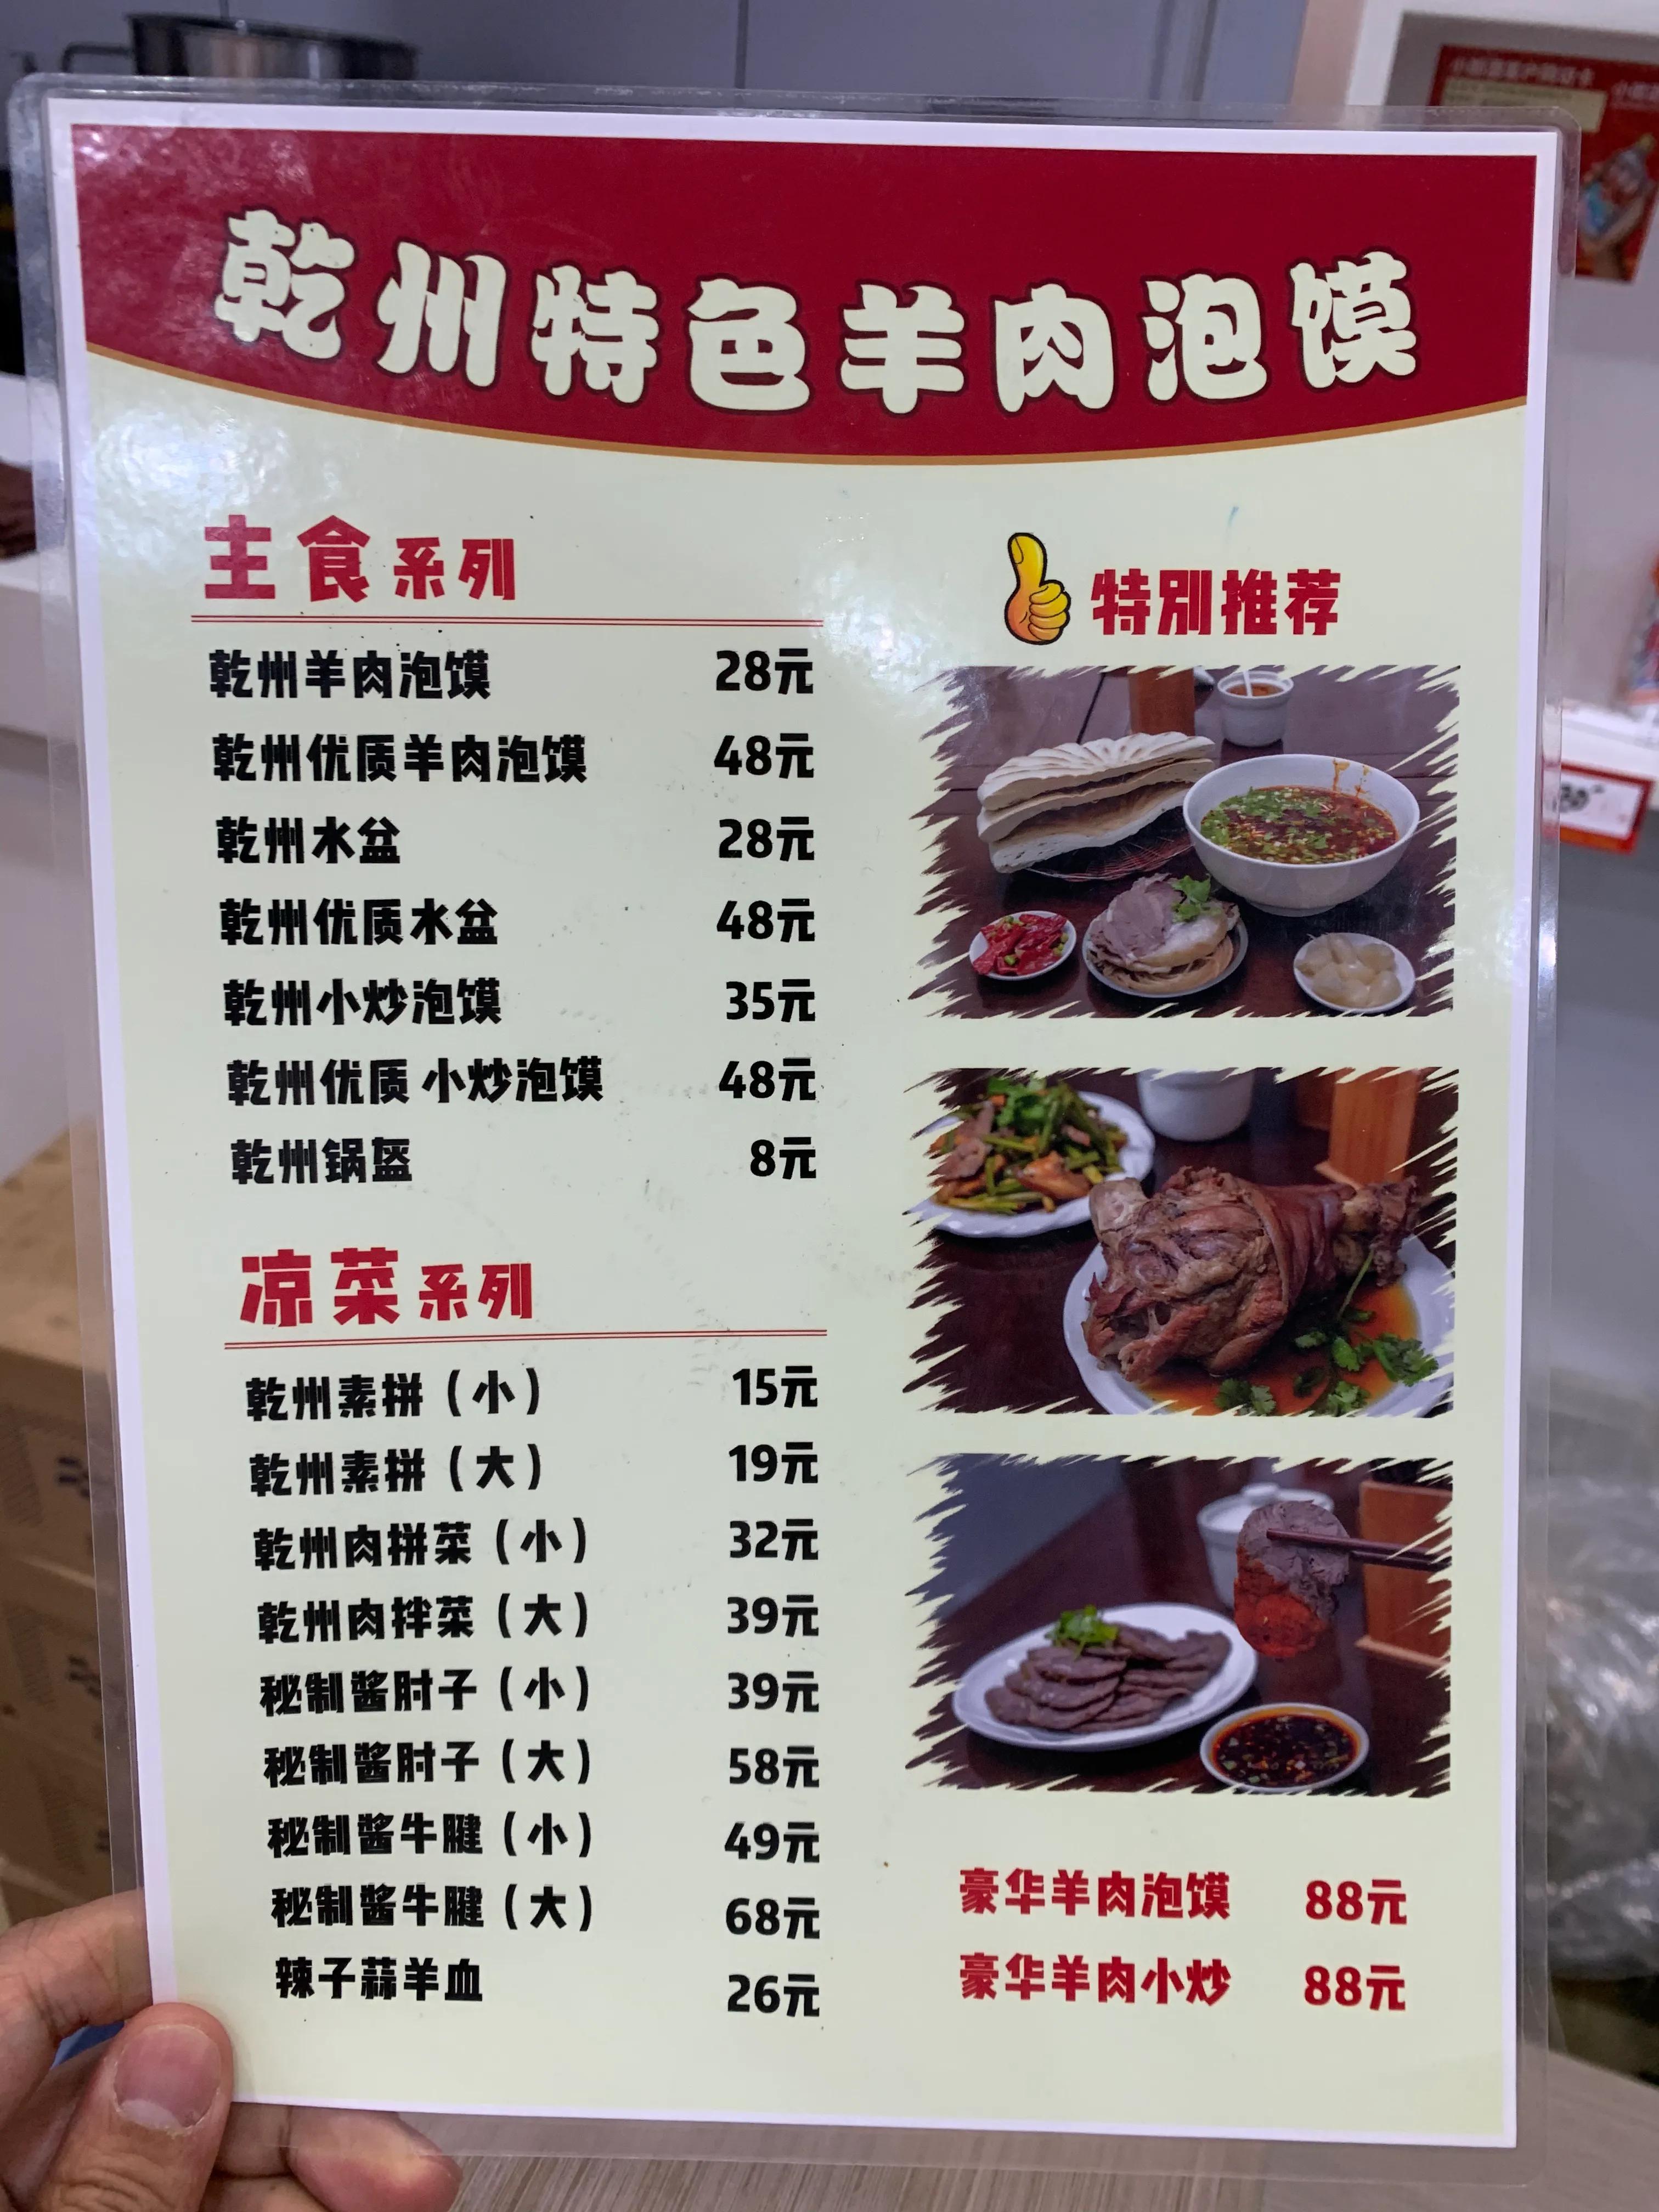 乾州特色羊肉泡馍
主食系列
乾州羊肉泡馍 28元
乾州优质羊肉泡馍 48元
乾州水盆 28元
乾州优质水盆 48元
乾州小炒泡馍 35元
乾州优质 小炒泡馍 48元
乾州锅盔 8元
凉菜系列
乾州素拼（小） 15元
乾州素拼（大） 19元
乾州肉拼菜（小） 32元
乾州肉拌菜（大） 39元
秘制酱肘子（小） 39元
秘制酱肘子（大） 58元
秘制酱牛腱（小） 49元
秘制酱牛腱（大） 68元
辣子蒜羊血 26元
特别推荐
豪华羊肉泡馍 88元
豪华羊肉小炒 88元